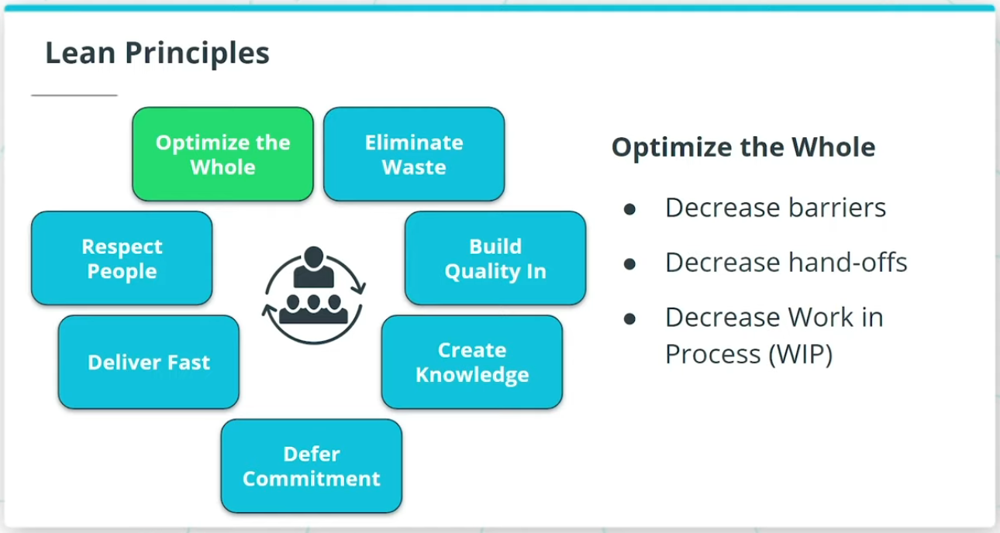 Lean Principles
Optimize the
Whole
Eliminate
Waste
Respect
People
Build
Quality In
Deliver Fast
Create
Knowledge
Defer
Commitment
Optimize the Whole
● Decrease barriers
● Decrease hand-offs
● Decrease Work in
Process (WIP)